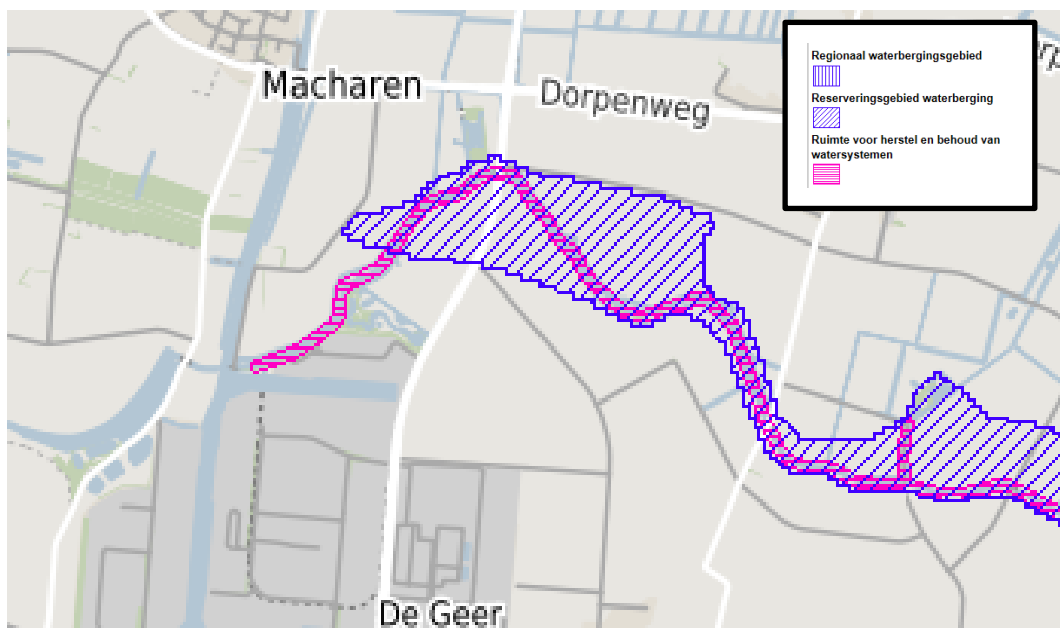 Macharen
Dorpenweg
Regionaal waterbergingsgebied
Reserveringsgebied waterberging
Ruimte voor herstel en behoud van
watersystemen
De Geer